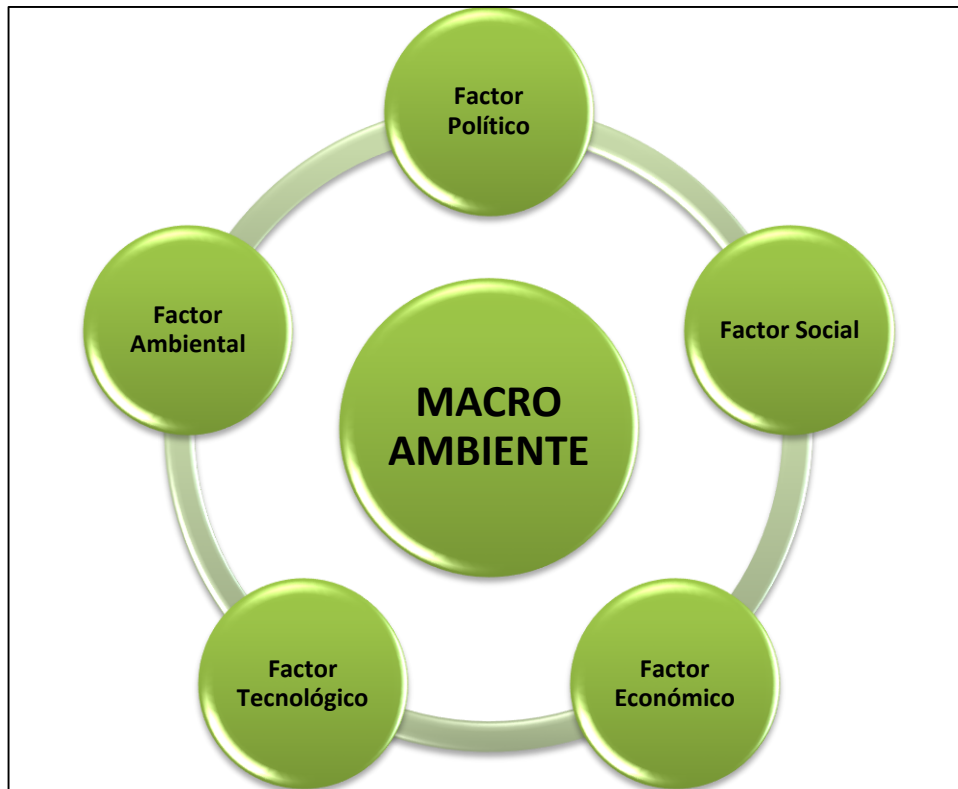 Factor
Político
Factor
Ambiental
Factor Social
MACRO
AMBIENTE
Factor
Tecnológico
Factor
Económico